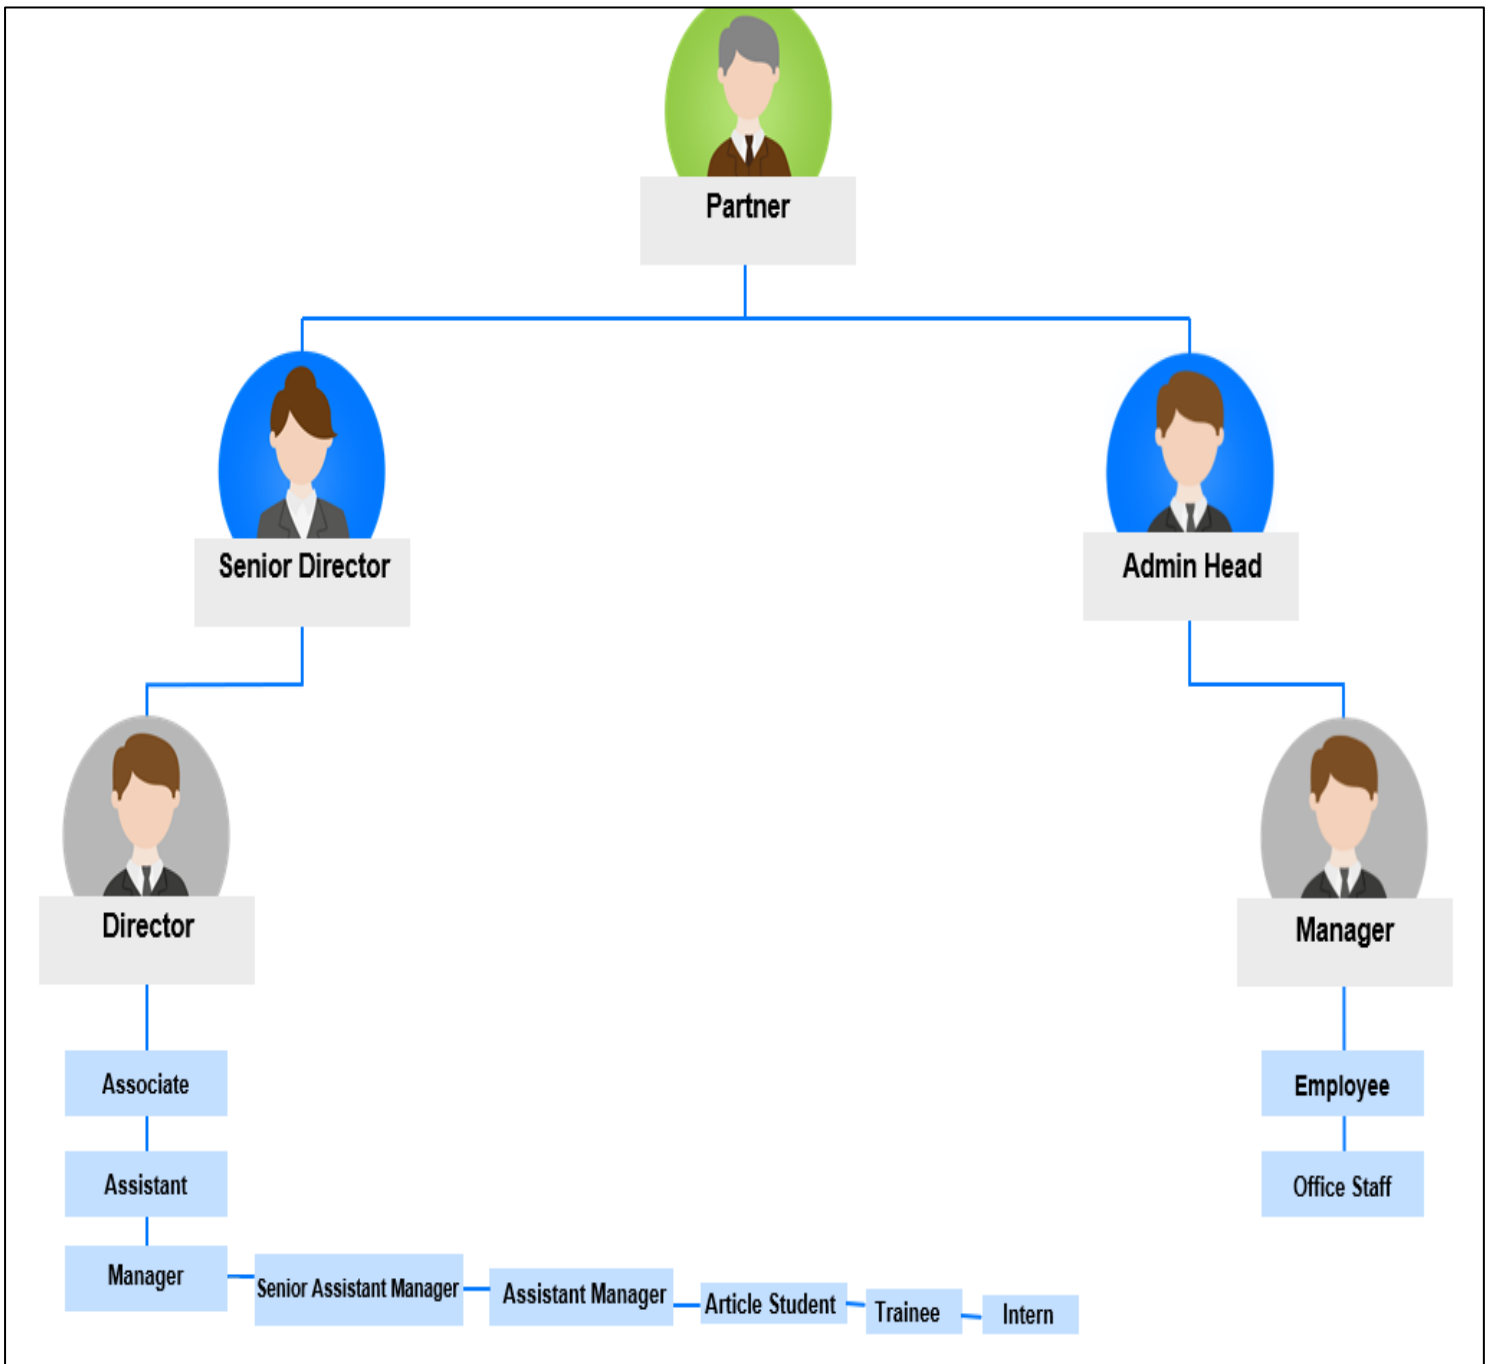 Partner
Senior Director
Admin Head
Director
Manager
Associate
Employee
Assistant
Office Staff
Manager
Senior Assistant Manager
Assistant Manager
Article Student
Trainee
Intern